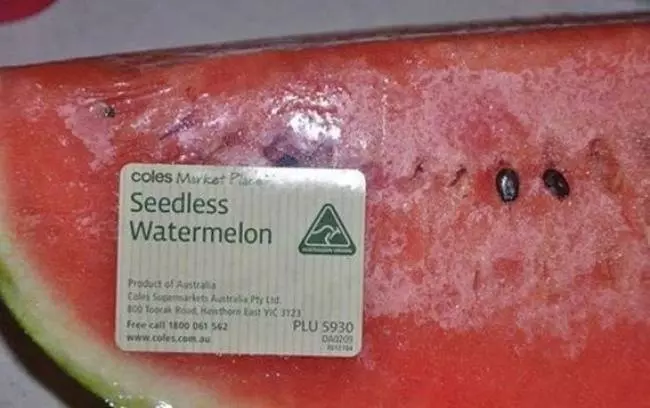 coles Market Place
Seedless
Watermelon
Product of Australia
Coles Supermarkets Australia Pty Ltd.
800 Toorak Road, Hawthorn East VIC 3123
Free call 1800 061 562
www.coles.com.au
PLU 5930
DA0209